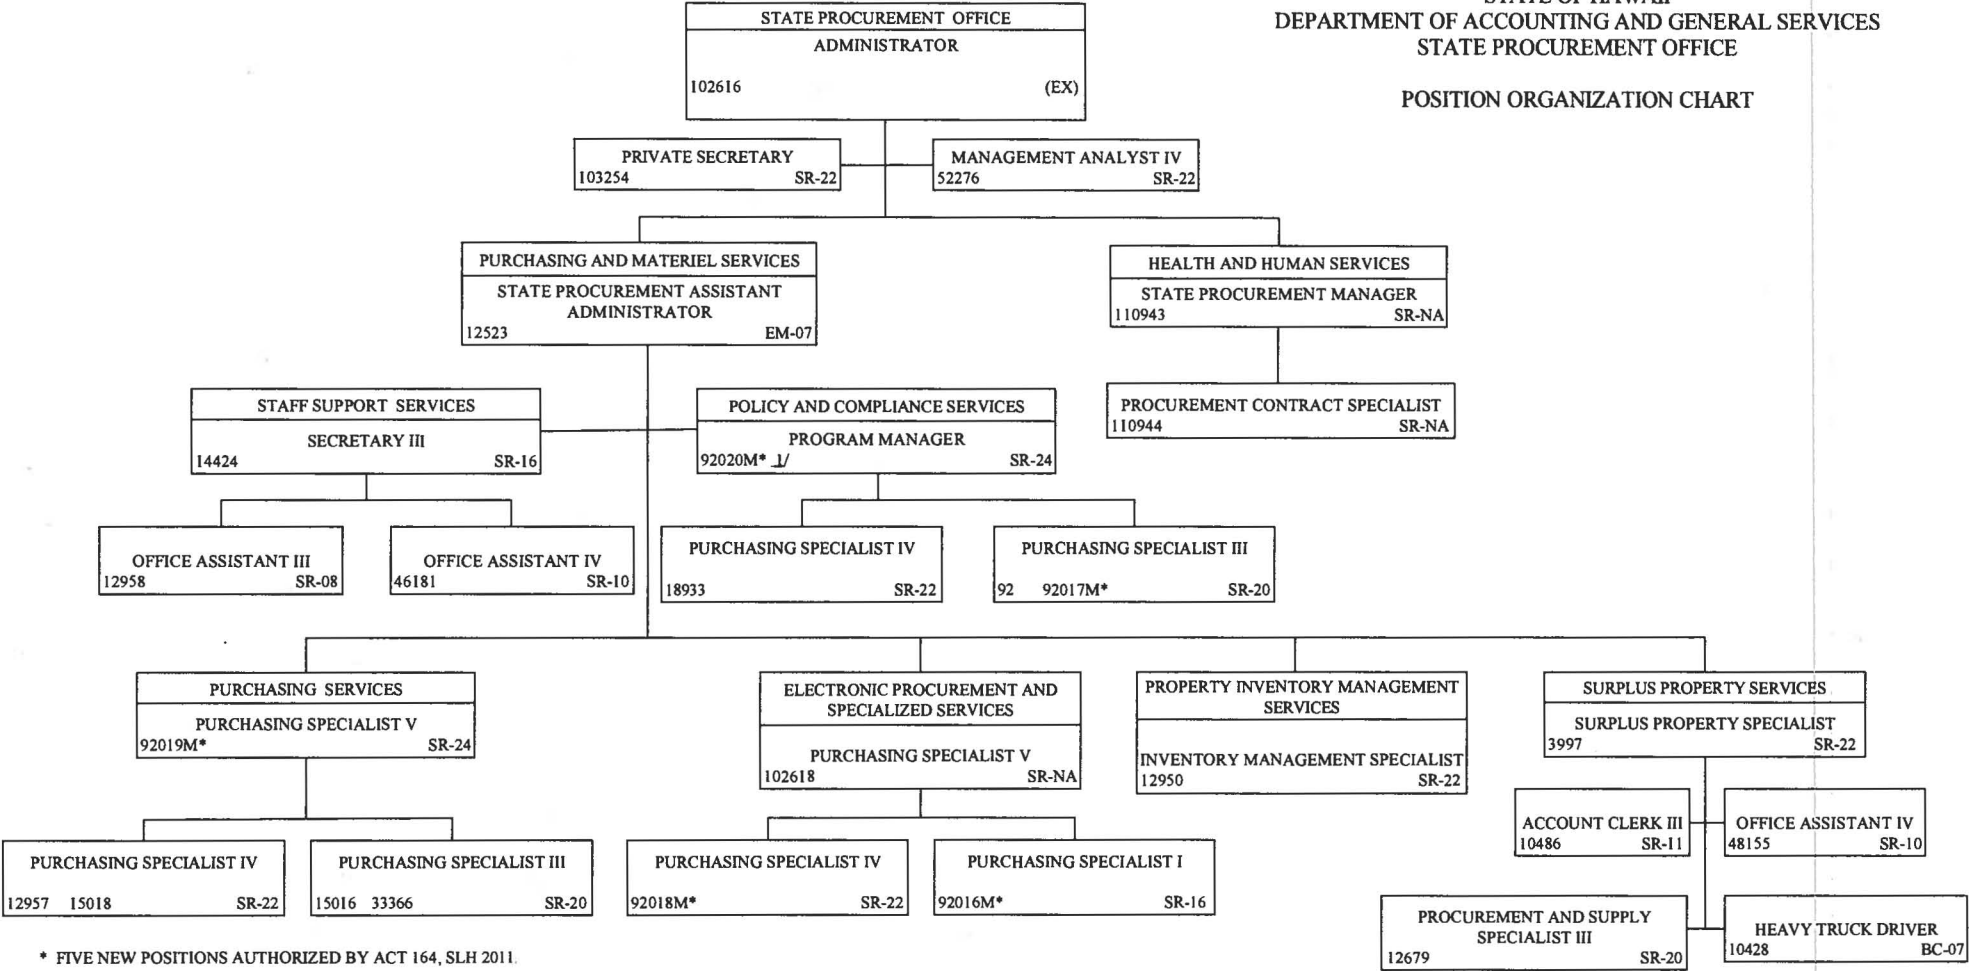 STATE OF HAWAII
DEPARTMENT OF ACCOUNTING AND GENERAL SERVICES
STATE PROCUREMENT OFFICE
POSITION ORGANIZATION CHART
STATE PROCUREMENT OFFICE
ADMINISTRATOR
102616 (EX)
PRIVATE SECRETARY
103254 SR-22
MANAGEMENT ANALYST IV
52276 SR-22
PURCHASING AND MATERIEL SERVICES
STATE PROCUREMENT ASSISTANT
ADMINISTRATOR
12523 EM-07
HEALTH AND HUMAN SERVICES
STATE PROCUREMENT MANAGER
110943 SR-NA
PROCUREMENT CONTRACT SPECIALIST
110944 SR-NA
STAFF SUPPORT SERVICES
SECRETARY III
14424 SR-16
POLICY AND COMPLIANCE SERVICES
PROGRAM MANAGER
92020M* 1/ SR-24
OFFICE ASSISTANT III
12958 SR-08
OFFICE ASSISTANT IV
46181 SR-10
PURCHASING SPECIALIST IV
18933 SR-22
PURCHASING SPECIALIST III
92 92017M* SR-20
PURCHASING SERVICES
PURCHASING SPECIALIST V
92019M* SR-24
ELECTRONIC PROCUREMENT AND
SPECIALIZED SERVICES
PURCHASING SPECIALIST V
102618 SR-NA
PROPERTY INVENTORY MANAGEMENT
SERVICES
INVENTORY MANAGEMENT SPECIALIST
12950 SR-22
SURPLUS PROPERTY SERVICES
SURPLUS PROPERTY SPECIALIST
3997 SR-22
PURCHASING SPECIALIST IV
12957 15018 SR-22
PURCHASING SPECIALIST III
15016 33366 SR-20
PURCHASING SPECIALIST IV
92018M* SR-22
PURCHASING SPECIALIST I
92016M* SR-16
ACCOUNT CLERK III
10486 SR-11
OFFICE ASSISTANT IV
48155 SR-10
PROCUREMENT AND SUPPLY
SPECIALIST III
12679 SR-20
HEAVY TRUCK DRIVER
10428 BC-07
* FIVE NEW POSITIONS AUTHORIZED BY ACT 164, SLH 2011.